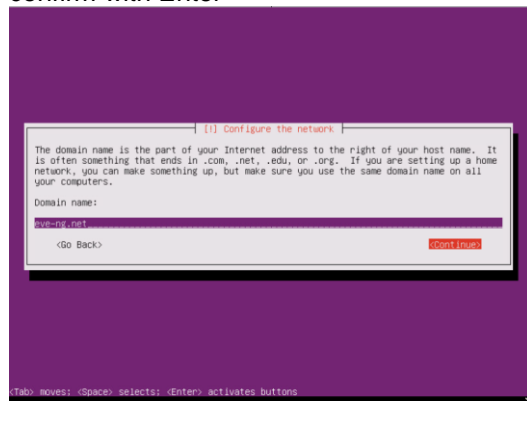 confirm with Enter
[!] Configure the network
The domain name is the part of your Internet address to the right of your host name.  It
is often something that ends in .com, .net, .edu, or .org.  If you are setting up a home
network, you can make something up, but make sure you use the same domain name on all
your computers.
Domain name:
eve-ng.net
<Go Back> <Continue>
<Tab> moves; <Space> selects; <Enter> activates buttons